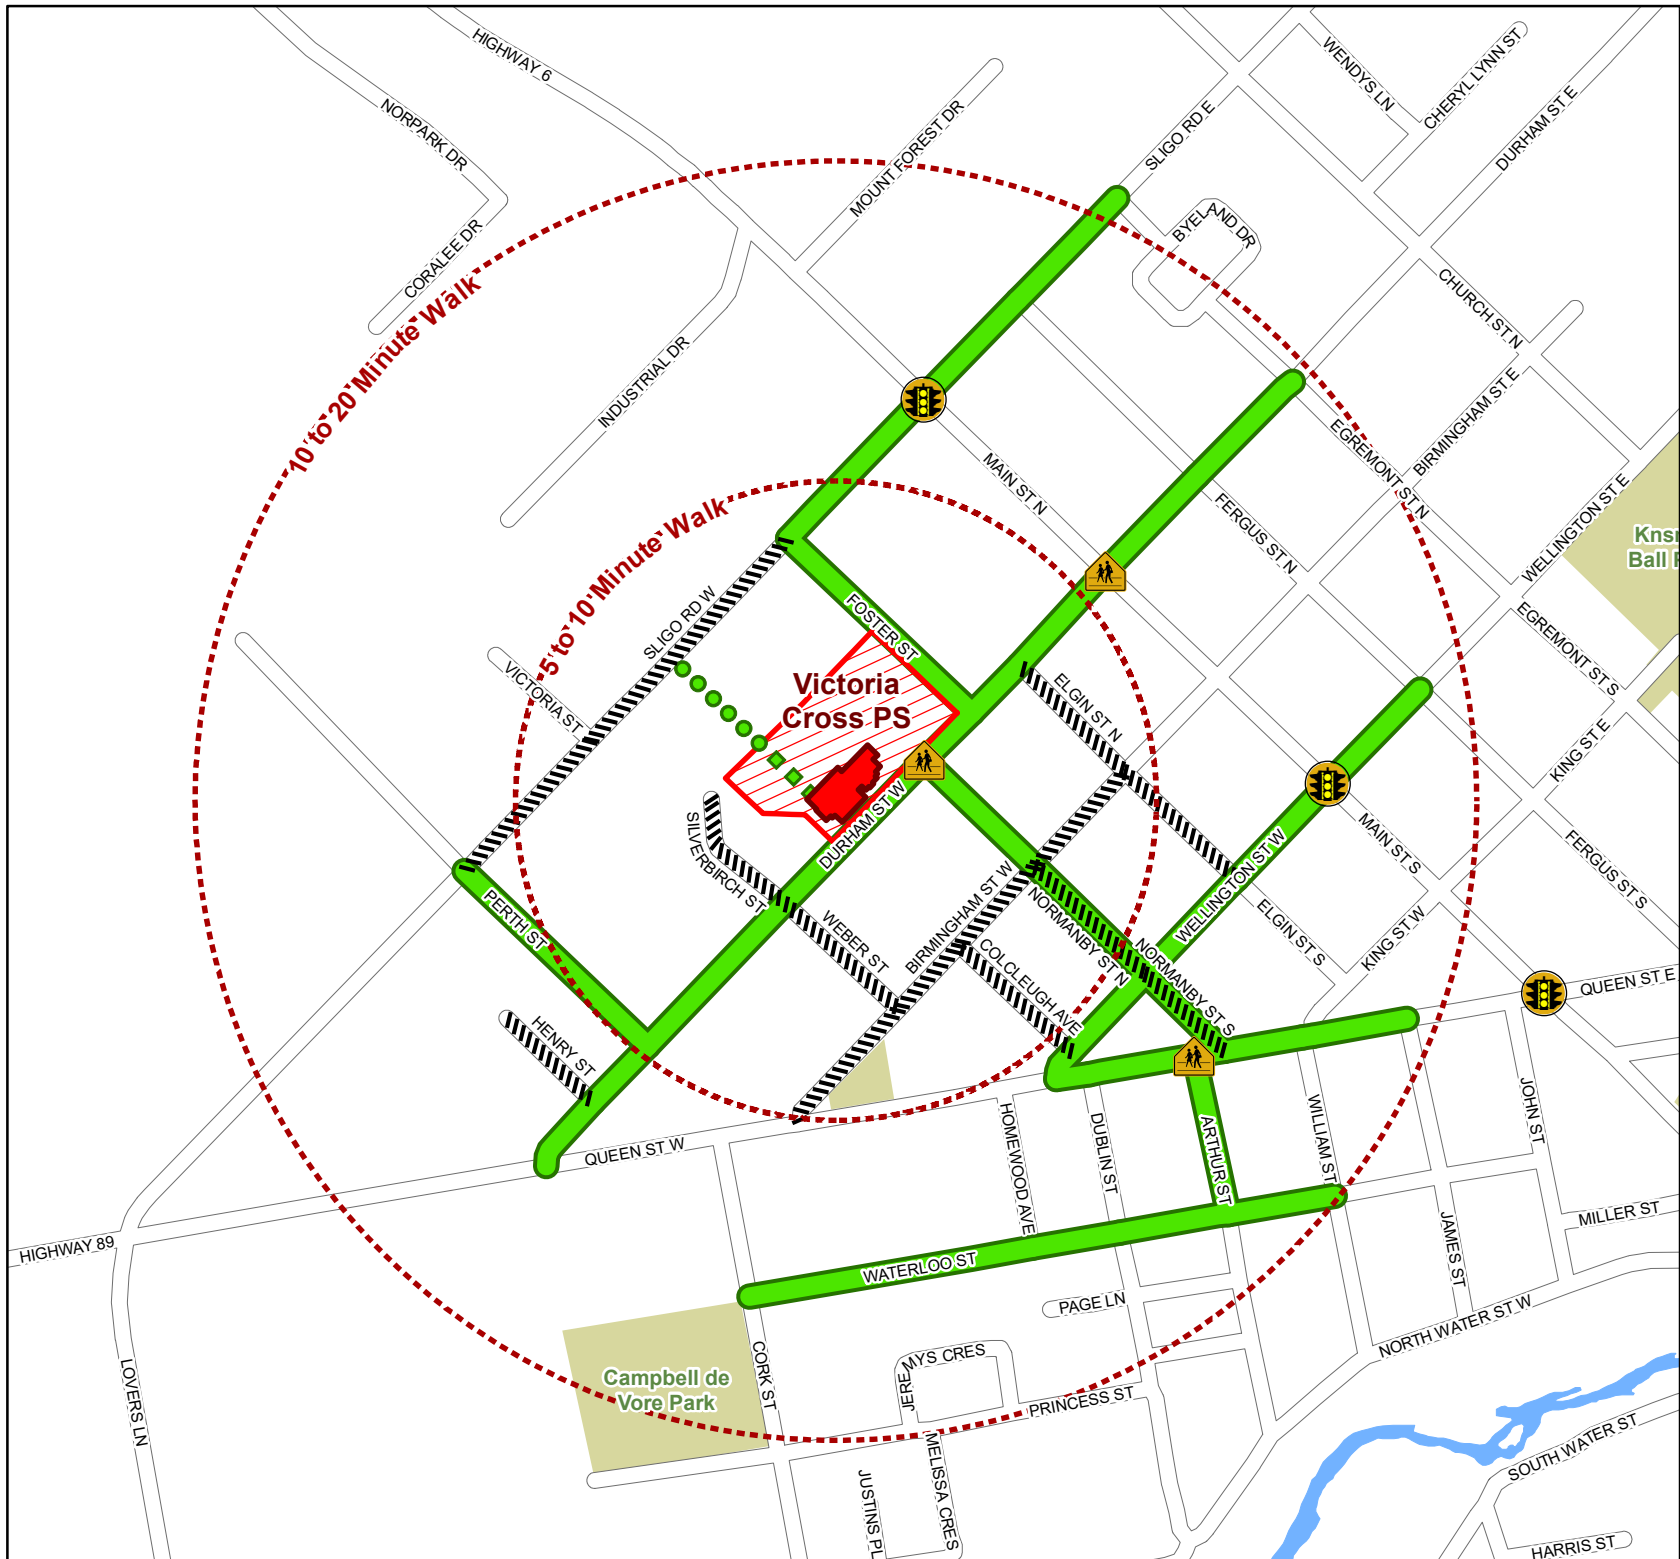 HIGHWAY 6
WENDYS LN
CHERYLLYNN ST
NORPARK DR
MOUNT FOREST DR
SLIGO RD E
DURHAM ST E
CORALEE DR
BYELAND DR
10 to 20 Minute Walk
CHURCH ST N
INDUSTRIAL DR
BIRMINGHAM ST E
MAIN ST N
EGREMONT ST N
FERGUS ST N
WELLINGTON ST E
5 to 10 Minute Walk
Ball
SLIGO RD W
FOSTER ST
EGREMONT ST S
VICTORIA ST
Victoria
Cross PS
ELGIN ST N
KING ST E
DURHAM ST W
SILVERBIRCH ST
MAIN ST S
FERGUS ST S
WELLINGTON ST W
PERTH ST
WEBER ST
BIRMINGHAM ST W
NORMANBY ST N
COLCLEUGH AVE
NORMANBY ST S
ELGIN ST S
KING ST W
QUEEN ST E
HENRY ST
QUEEN ST W
HOMEWOOD AVE
DUBLIN ST
ARTHUR ST
WILLIAM ST
JOHN ST
HIGHWAY 89
MILLER ST
JAMES ST
WATERLOO ST
PAGE LN
NORTH WATER ST W
LOVERS LN
Campbell de
Vore Park
CORK ST
JEREMYS CRES
PRINCESS ST
MELISSA CRES
JUSTINS PL
SOUTH WATER ST
HARRIS ST